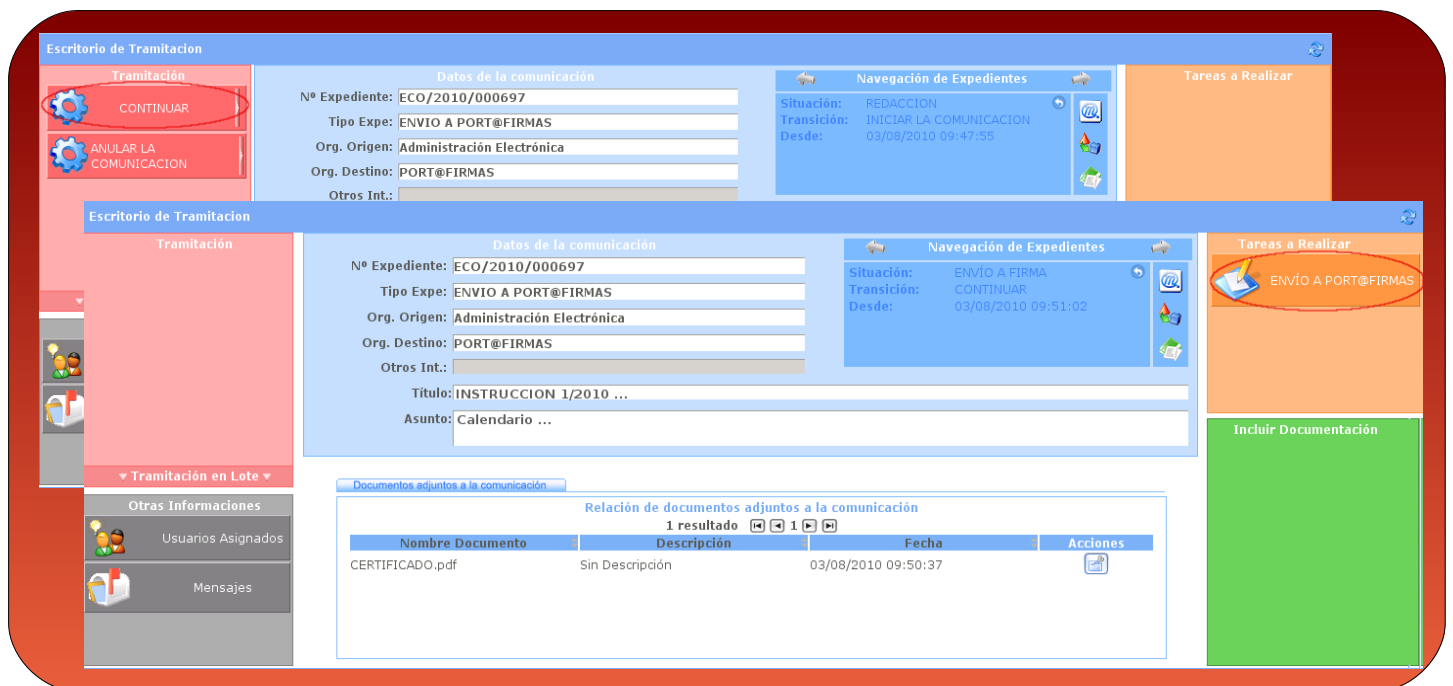 Escritorio de Tramitacion
Tramitación
CONTINUAR
ANULAR LA
COMUNICACION
Datos de la comunicación
Nº Expediente: ECO/2010/000697
Tipo Expe: ENVIO A PORT@FIRMAS
Org. Origen: Administración Electrónica
Org. Destino: PORT@FIRMAS
Otros Int.:
Navegación de Expedientes
Situación: REDACCION
Transición: INICIAR LA COMUNICACION
Desde: 03/08/2010 09:47:55
Tareas a Realizar
Escritorio de Tramitacion
Tramitación
Tramitación en Lote
Otras Informaciones
Usuarios Asignados
Mensajes
Datos de la comunicación
Nº Expediente: ECO/2010/000697
Tipo Expe: ENVIO A PORT@FIRMAS
Org. Origen: Administración Electrónica
Org. Destino: PORT@FIRMAS
Otros Int.:
Título: INSTRUCCION 1/2010 ...
Asunto: Calendario ...
Navegación de Expedientes
Situación: ENVÍO A FIRMA
Transición: CONTINUAR
Desde: 03/08/2010 09:51:02
Tareas a Realizar
ENVÍO A PORT@FIRMAS
Incluir Documentación
Documentos adjuntos a la comunicación
Relación de documentos adjuntos a la comunicación
1 resultado 1
Nombre Documento Descripción Fecha Acciones
CERTIFICADO.pdf Sin Descripción 03/08/2010 09:50:37